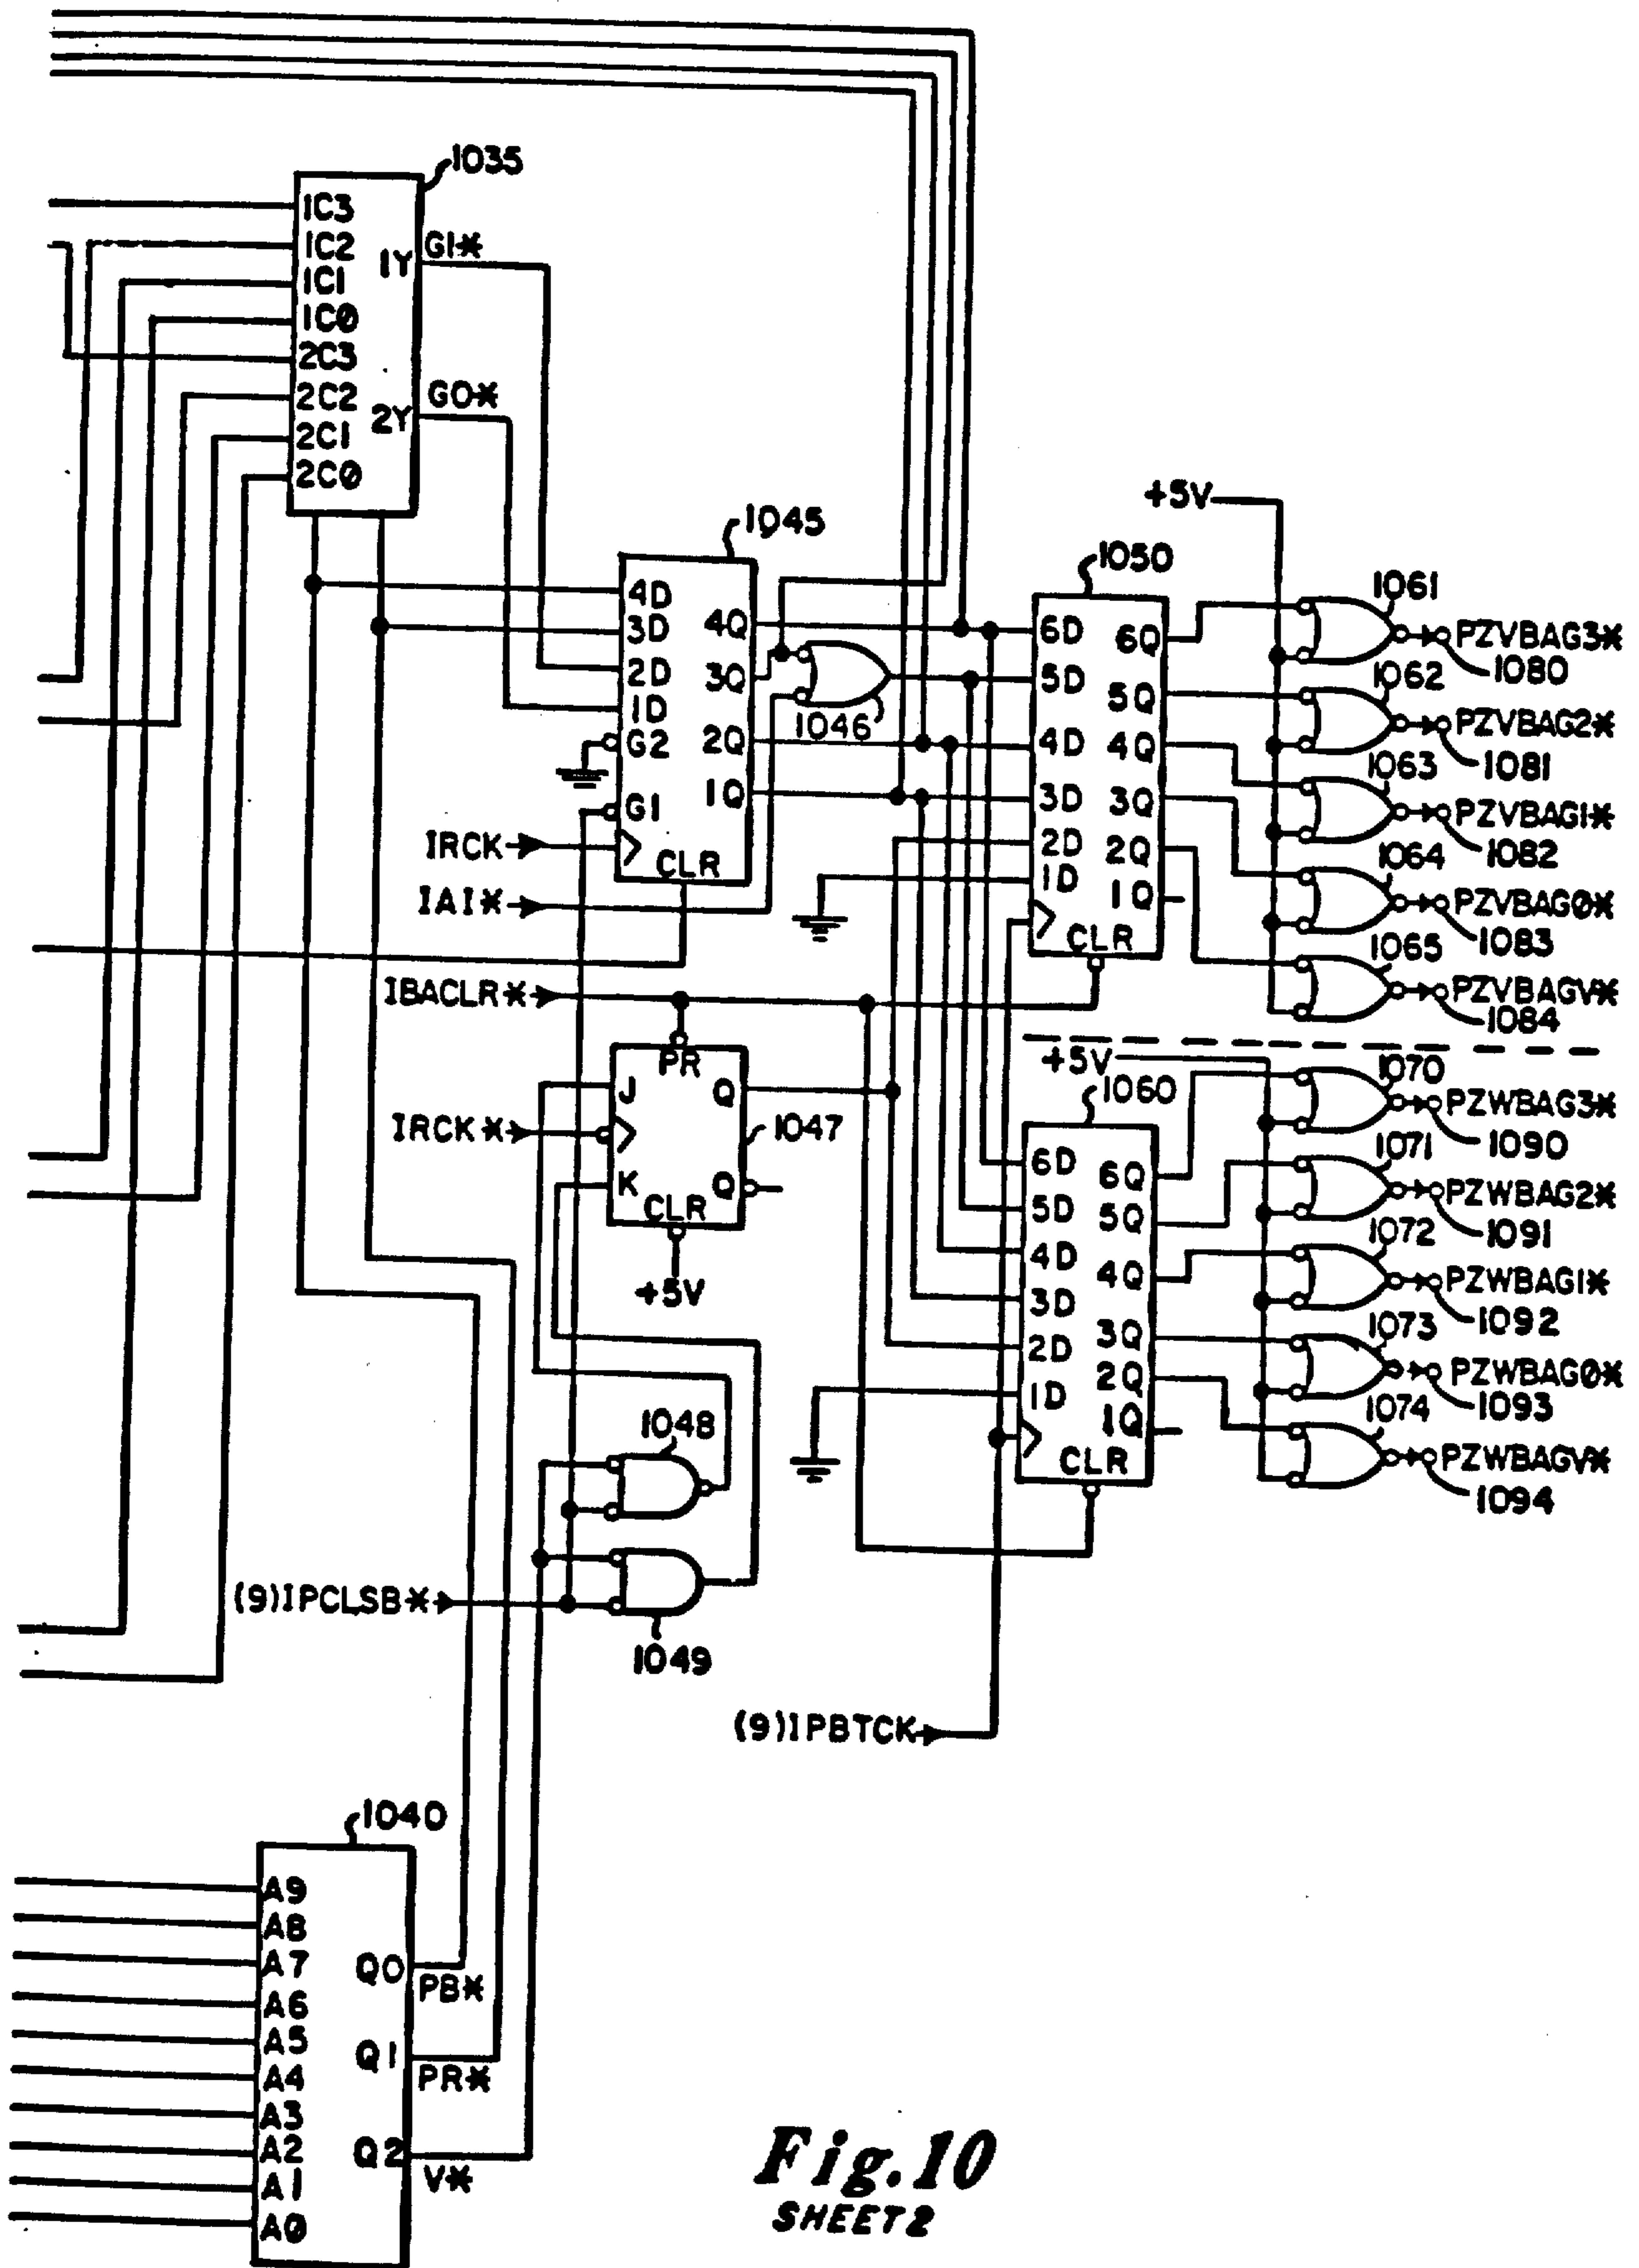 1035
1C3
1C2
1C1
1C0
2C3
2C2
2C1
2C0
1Y
2Y
G1*
G0*
1045
4D
3D
2D
1D
G2
G1
4Q
3Q
2Q
1Q
CLR
IRCK
IAI*
1046
1050
6D
5D
4D
3D
2D
1D
6Q
5Q
4Q
3Q
2Q
1Q
CLR
+5V
1061
PZVBAG3*
1080
1062
PZVBAG2*
1081
1063
PZVBAG1*
1082
1064
PZVBAG0*
1083
1065
PZVBAGV*
1084
IBACLR*
PR
J
Q
IRCK*
1047
K
Q
CLR
+5V
+5V
1060
6D
5D
4D
3D
2D
1D
6Q
5Q
4Q
3Q
2Q
1Q
CLR
1070
PZWBAG3*
1090
1071
PZWBAG2*
1091
1072
PZWBAG1*
1092
1073
PZWBAG0*
1093
1074
PZWBAGV*
1094
1048
(9)IPCLSB*
1049
(9)IPBTCK
1040
A9
A8
A7
A6
A5
A4
A3
A2
A1
A0
Q0
PB*
Q1
PR*
Q2
V*
Fig.10
SHEET2